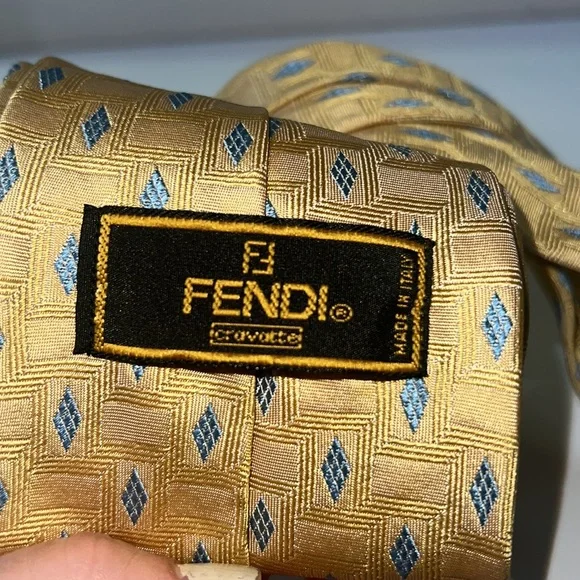 FF
FENDI®
cravatte
MADE IN ITALY